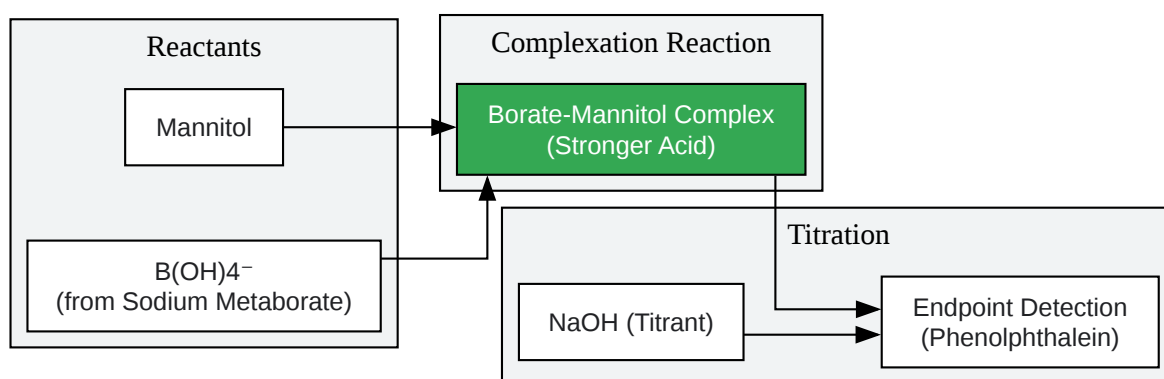 Reactants
Mannitol
B(OH)4⁻
(from Sodium Metaborate)
Complexation Reaction
Borate-Mannitol Complex
(Stronger Acid)
Titration
NaOH (Titrant)
Endpoint Detection
(Phenolphthalein)